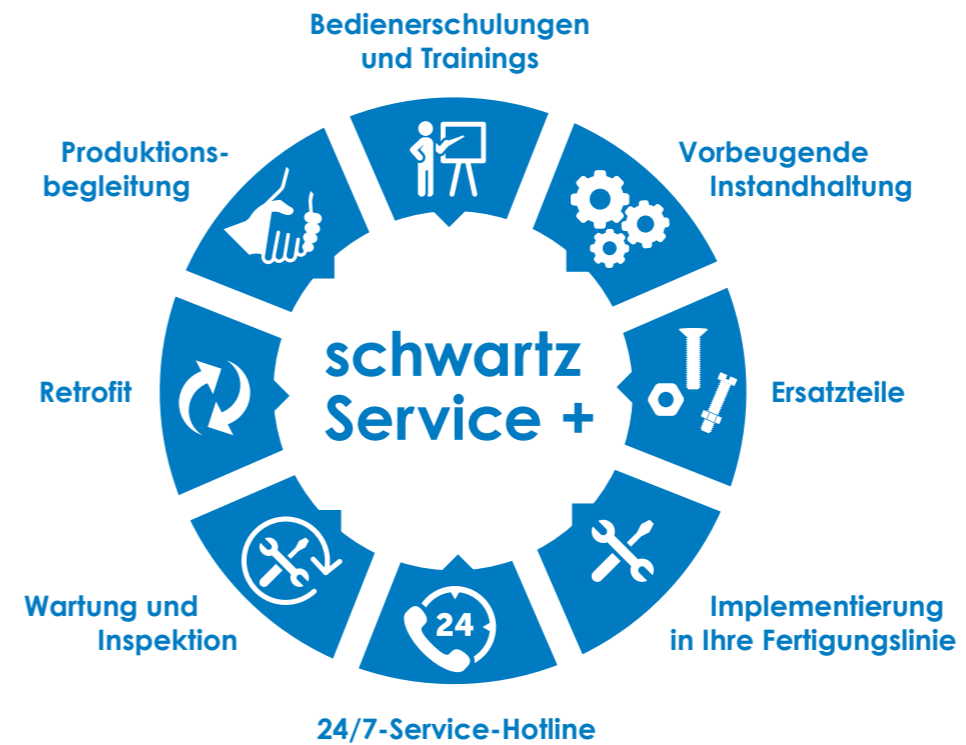 Bedienerschulungen
und Trainings
Vorbeugende
Instandhaltung
Ersatzteile
Implementierung
in Ihre Fertigungslinie
24/7-Service-Hotline
Wartung und
Inspektion
Retrofit
Produktions-
begleitung
schwartz
Service +
24